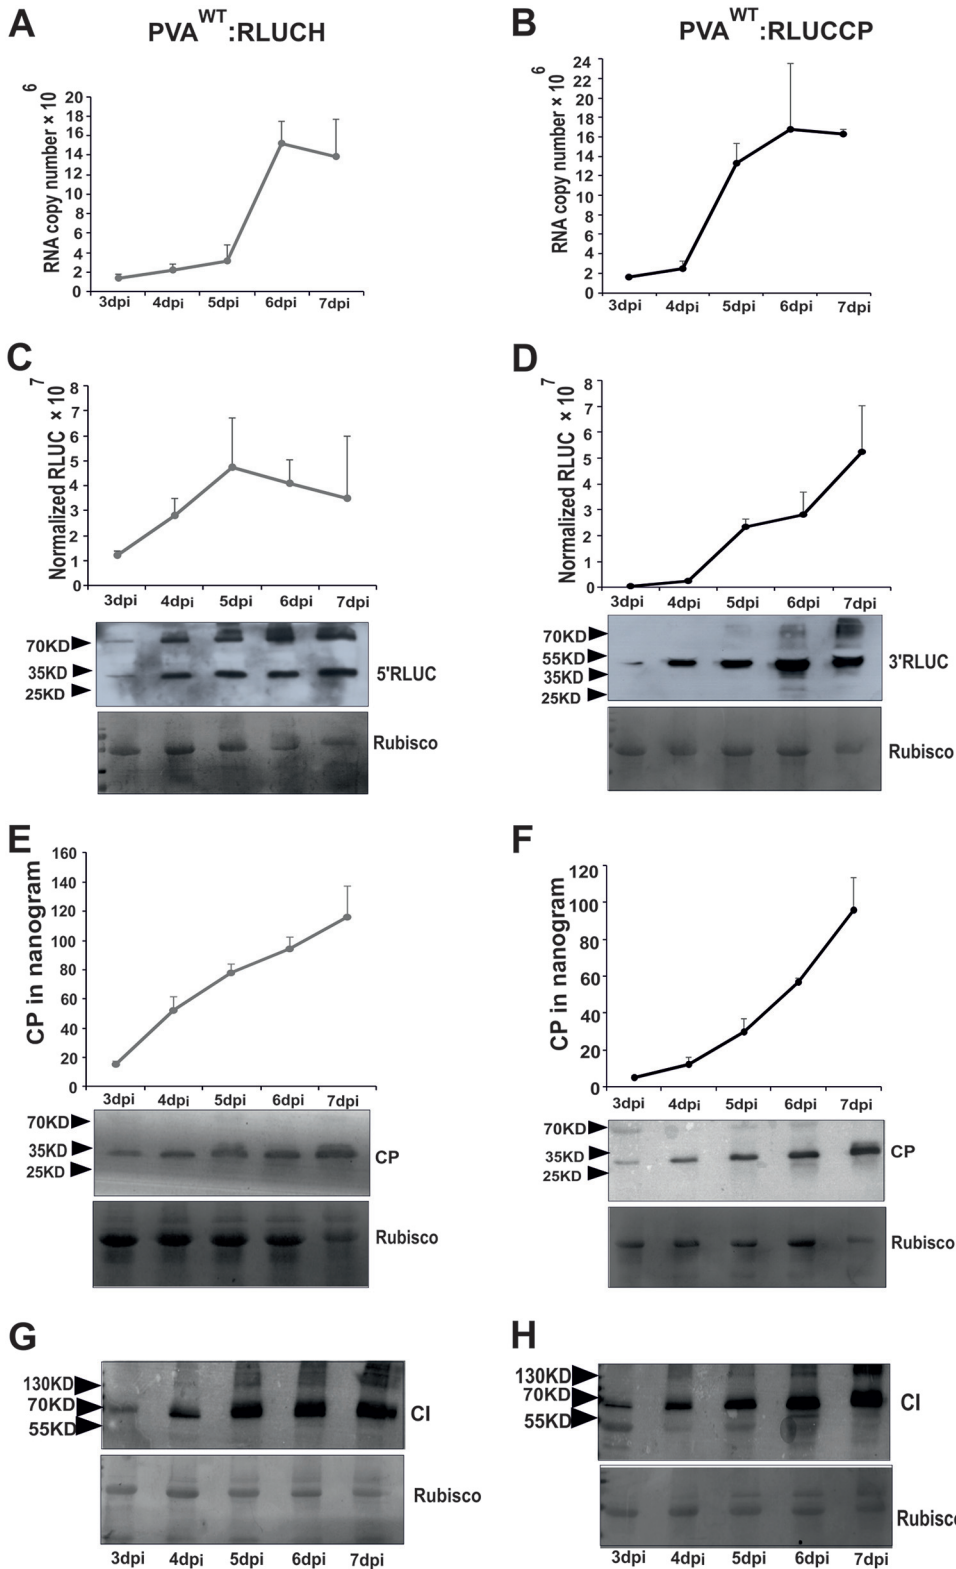 A
PVA^WT:RLUCH
RNA copy number × 10^6
20
18
16
14
12
10
8
6
4
2
0
3dpi 4dpi 5dpi 6dpi 7dpi
B
PVA^WT:RLUCCP
RNA copy number × 10^6
24
22
20
18
16
14
12
10
8
6
4
2
0
3dpi 4dpi 5dpi 6dpi 7dpi
C
Normalized RLUC × 10^7
8
7
6
5
4
3
2
1
0
3dpi 4dpi 5dpi 6dpi 7dpi
70KD
35KD
25KD
5'RLUC
Rubisco
D
Normalized RLUC × 10^7
8
7
6
5
4
3
2
1
0
3dpi 4dpi 5dpi 6dpi 7dpi
70KD
55KD
35KD
25KD
3'RLUC
Rubisco
E
CP in nanogram
160
140
120
100
80
60
40
20
0
3dpi 4dpi 5dpi 6dpi 7dpi
70KD
35KD
25KD
CP
Rubisco
F
CP in nanogram
120
100
80
60
40
20
0
3dpi 4dpi 5dpi 6dpi 7dpi
70KD
35KD
25KD
CP
Rubisco
G
130KD
70KD
55KD
CI
Rubisco
3dpi 4dpi 5dpi 6dpi 7dpi
H
130KD
70KD
55KD
CI
Rubisco
3dpi 4dpi 5dpi 6dpi 7dpi